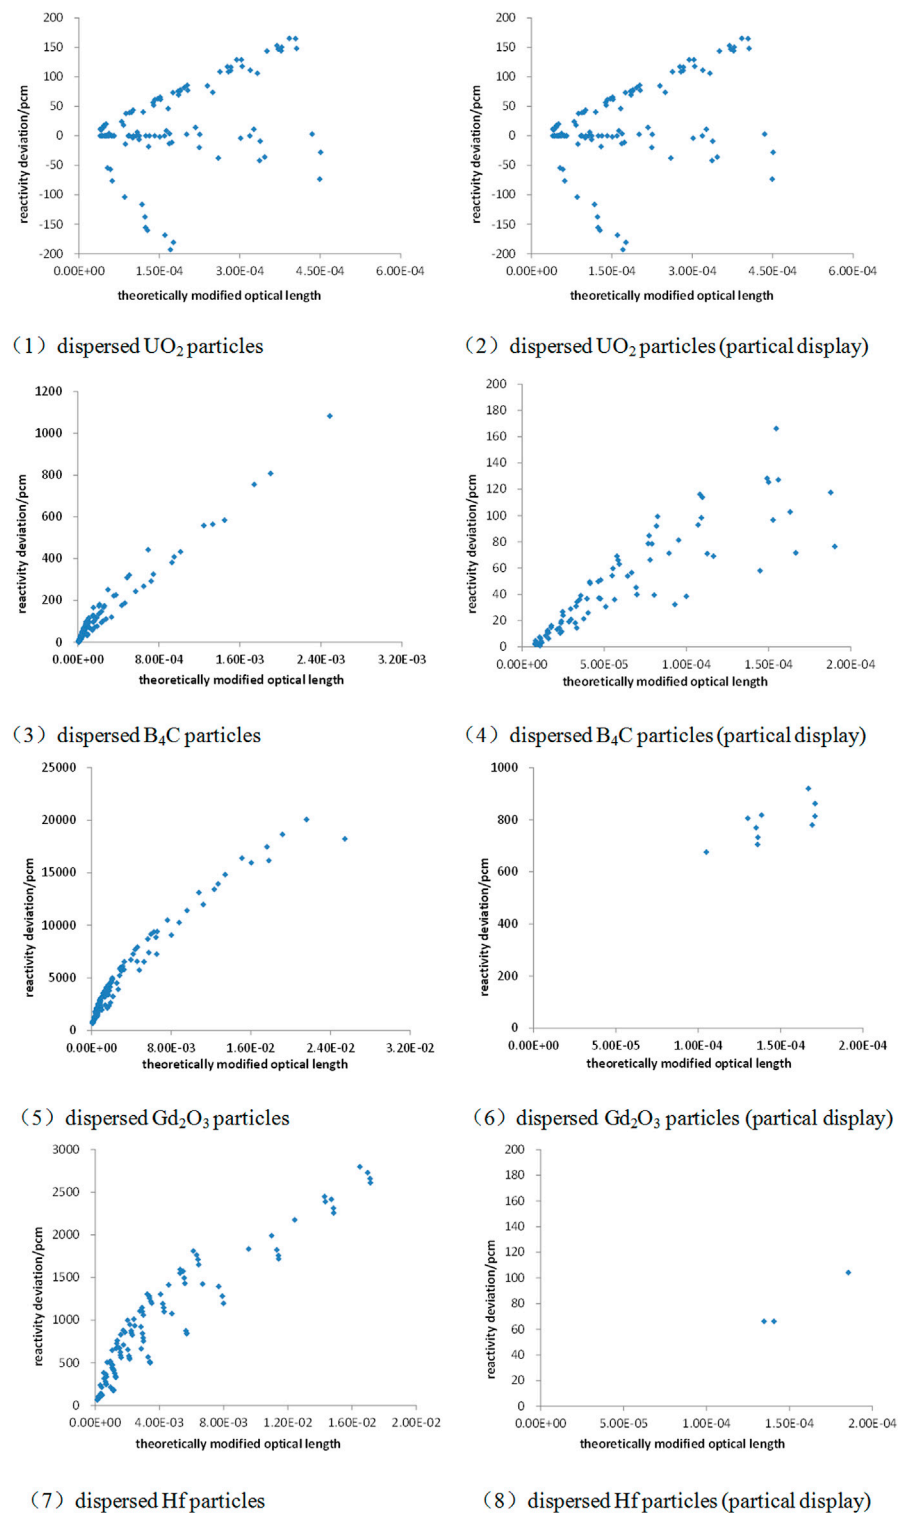 200
150
100
50
0
-50
-100
-150
-200
reactivity deviation/pcm
0.00E+00 1.50E-04 3.00E-04 4.50E-04 6.00E-04
theoretically modified optical length
200
150
100
50
0
-50
-100
-150
-200
reactivity deviation/pcm
0.00E+00 1.50E-04 3.00E-04 4.50E-04 6.00E-04
theoretically modified optical length
（1）dispersed UO₂ particles
（2）dispersed UO₂ particles (partical display)
1200
1000
800
600
400
200
0
reactivity deviation/pcm
0.00E+00 8.00E-04 1.60E-03 2.40E-03 3.20E-03
theoretically modified optical length
200
180
160
140
120
100
80
60
40
20
0
reactivity deviation/pcm
0.00E+00 5.00E-05 1.00E-04 1.50E-04 2.00E-04
theoretically modified optical length
（3）dispersed B₄C particles
（4）dispersed B₄C particles (partical display)
25000
20000
15000
10000
5000
0
reactivity deviation/pcm
0.00E+00 8.00E-03 1.60E-02 2.40E-02 3.20E-02
theoretically modified optical length
1000
800
600
400
200
0
reactivity deviation/pcm
0.00E+00 5.00E-05 1.00E-04 1.50E-04 2.00E-04
theoretically modified optical length
（5）dispersed Gd₂O₃ particles
（6）dispersed Gd₂O₃ particles (partical display)
3000
2500
2000
1500
1000
500
0
reactivity deviation/pcm
0.00E+00 4.00E-03 8.00E-03 1.20E-02 1.60E-02 2.00E-02
theoretically modified optical length
200
180
160
140
120
100
80
60
40
20
0
reactivity deviation/pcm
0.00E+00 5.00E-05 1.00E-04 1.50E-04 2.00E-04
theoretically modified optical length
（7）dispersed Hf particles
（8）dispersed Hf particles (partical display)